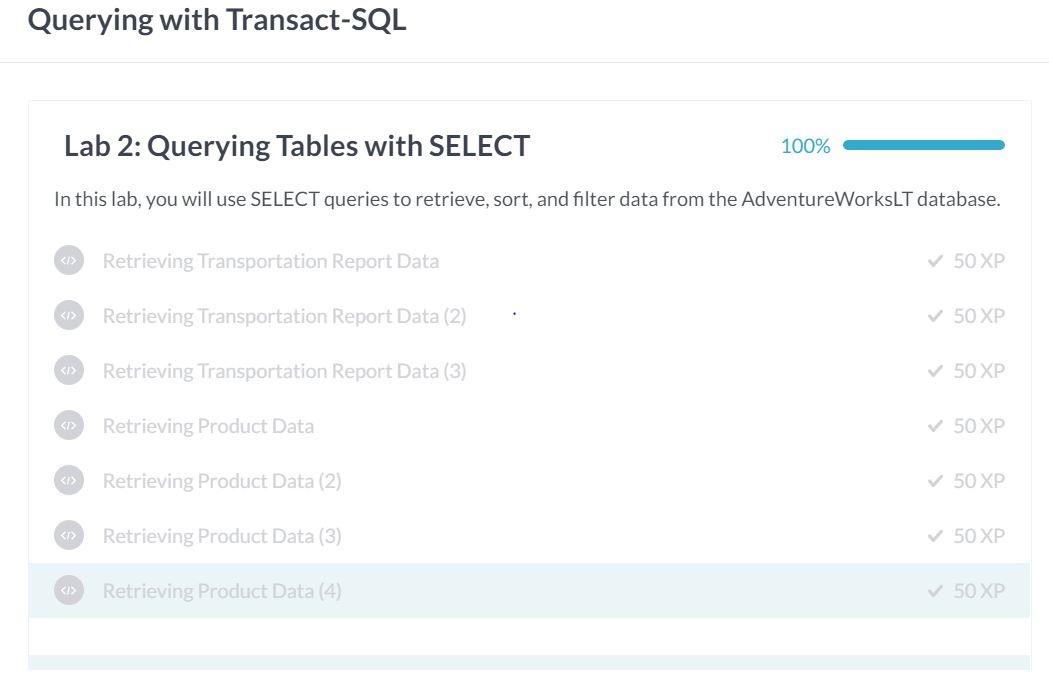 Querying with Transact-SQL
Lab 2: Querying Tables with SELECT 100%
In this lab, you will use SELECT queries to retrieve, sort, and filter data from the AdventureWorksLT database.
</> Retrieving Transportation Report Data ✓ 50 XP
</> Retrieving Transportation Report Data (2) ✓ 50 XP
</> Retrieving Transportation Report Data (3) ✓ 50 XP
</> Retrieving Product Data ✓ 50 XP
</> Retrieving Product Data (2) ✓ 50 XP
</> Retrieving Product Data (3) ✓ 50 XP
</> Retrieving Product Data (4) ✓ 50 XP